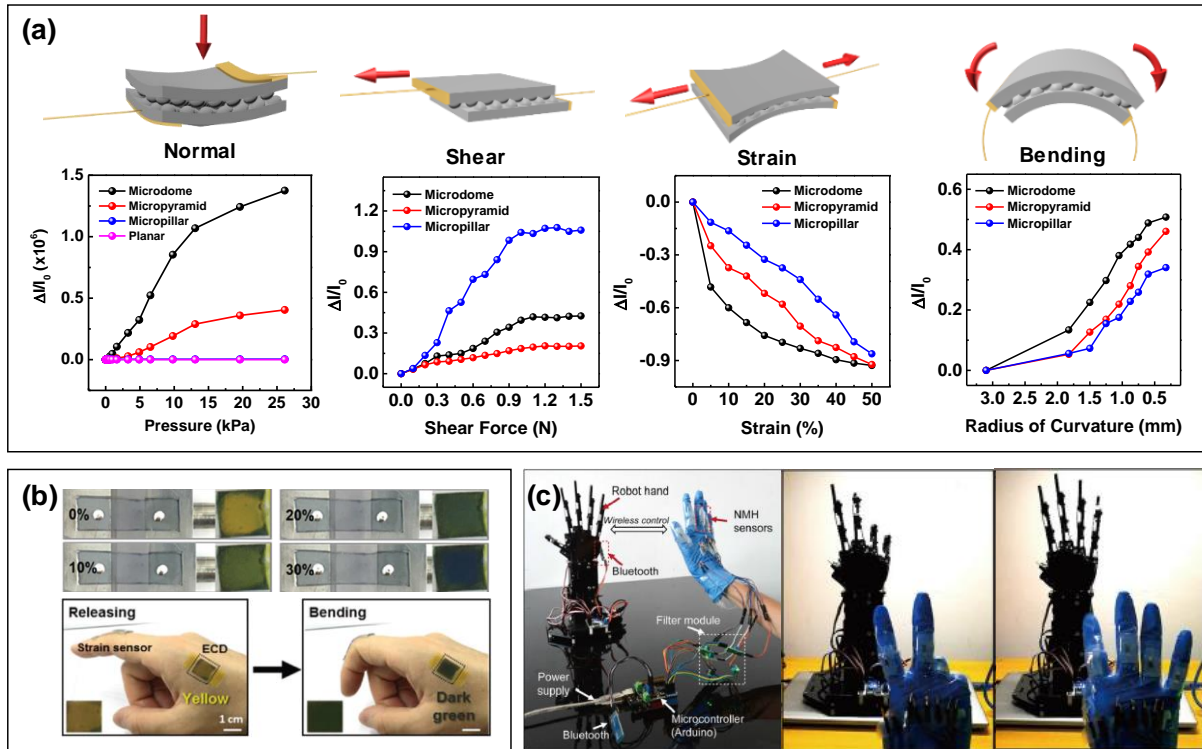 (a)
Normal
Shear
Strain
Bending
1.5
1.0
0.5
0.0
ΔI/I0 (x10⁶)
Microdome
Micropyramid
Micropillar
Planar
0 5 10 15 20 25 30
Pressure (kPa)
1.2
0.9
0.6
0.3
0.0
ΔI/I0
Microdome
Micropyramid
Micropillar
0.0 0.3 0.6 0.9 1.2 1.5
Shear Force (N)
0.0
-0.3
-0.6
-0.9
ΔI/I0
Microdome
Micropyramid
Micropillar
0 10 20 30 40 50
Strain (%)
0.6
0.4
0.2
0.0
ΔI/I0
Microdome
Micropyramid
Micropillar
3.0 2.5 2.0 1.5 1.0 0.5
Radius of Curvature (mm)
(b)
0%
20%
10%
30%
Releasing
Strain sensor
ECD
Yellow
1 cm
Bending
Dark
green
(c)
Robot hand
Wireless control
NMH
sensors
Bluetooth
Filter module
Power
supply
Microcontroller
(Arduino)
Bluetooth